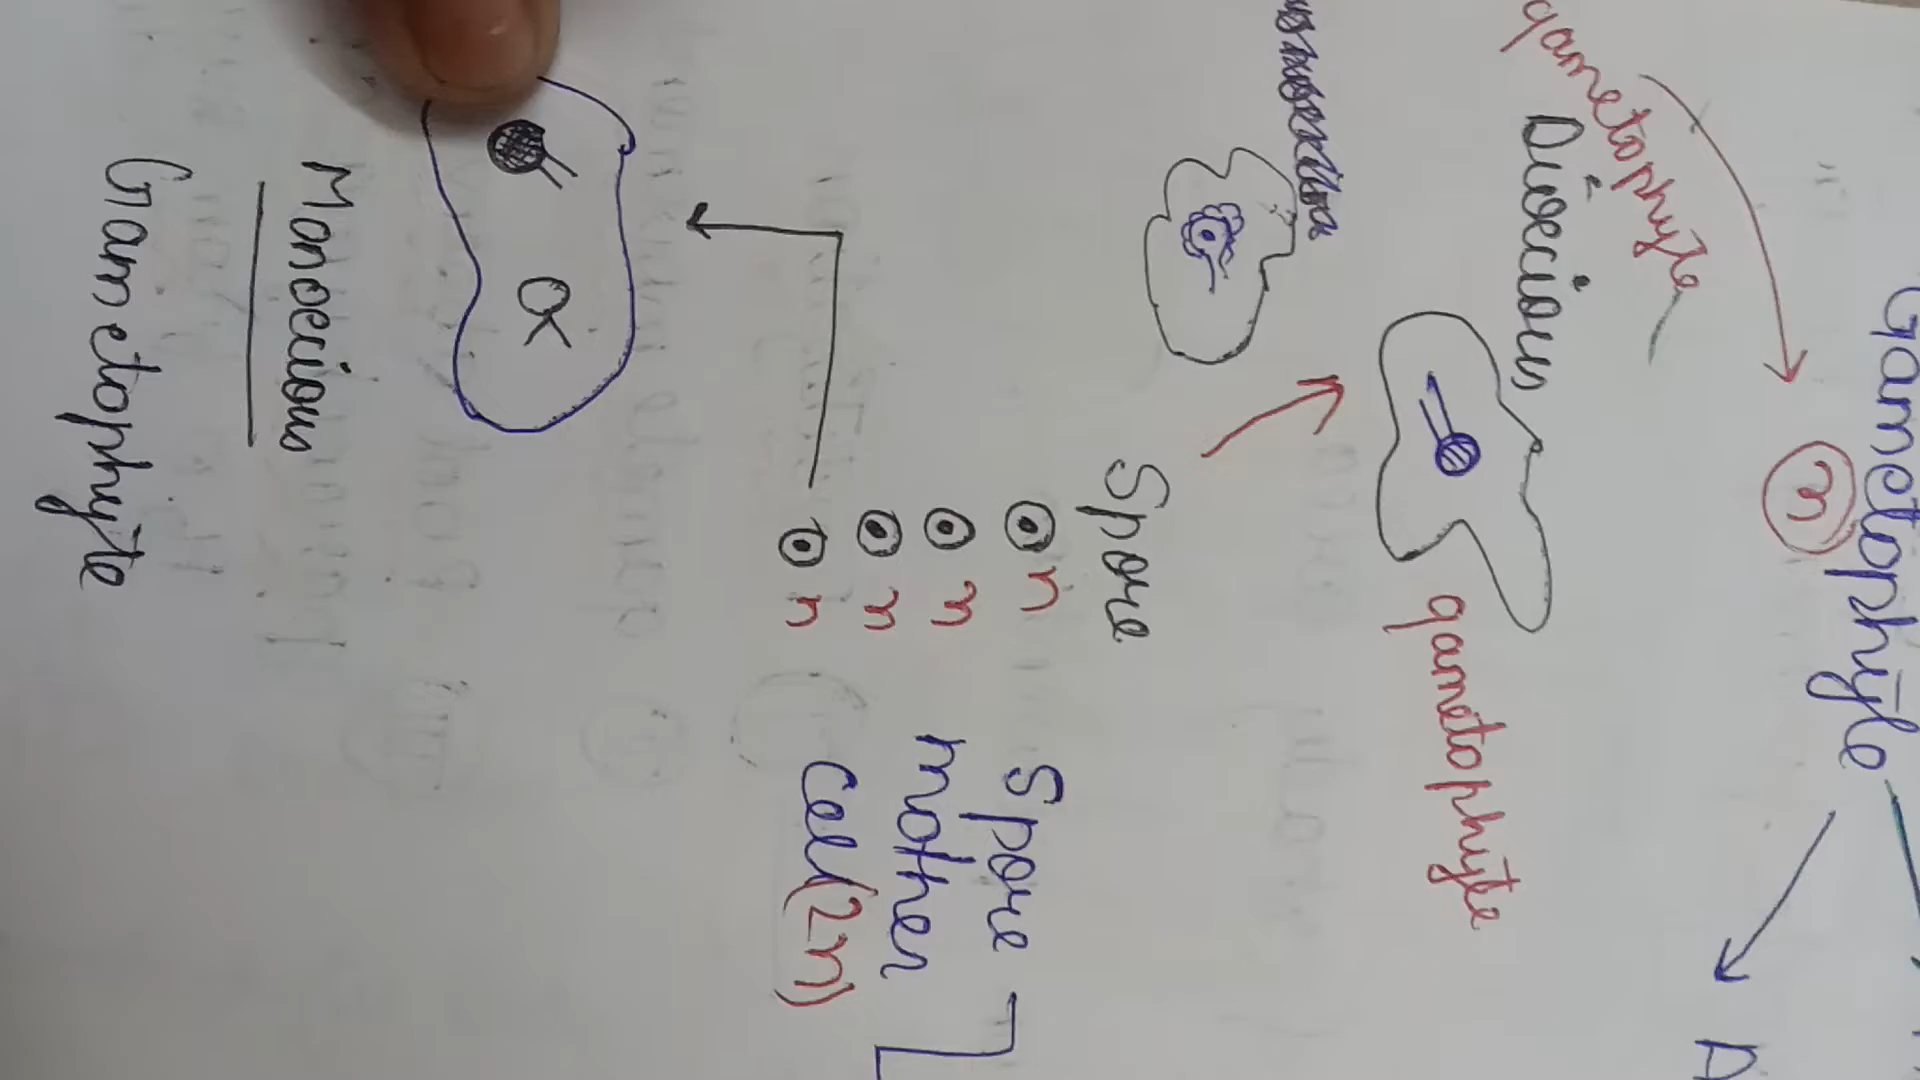 Gametophyte
n
gametophyte
Dioecious
gametophyte
Spore
n
n
n
n
Spore
mother
Cell (2n)
Monoecious
Gametophyte